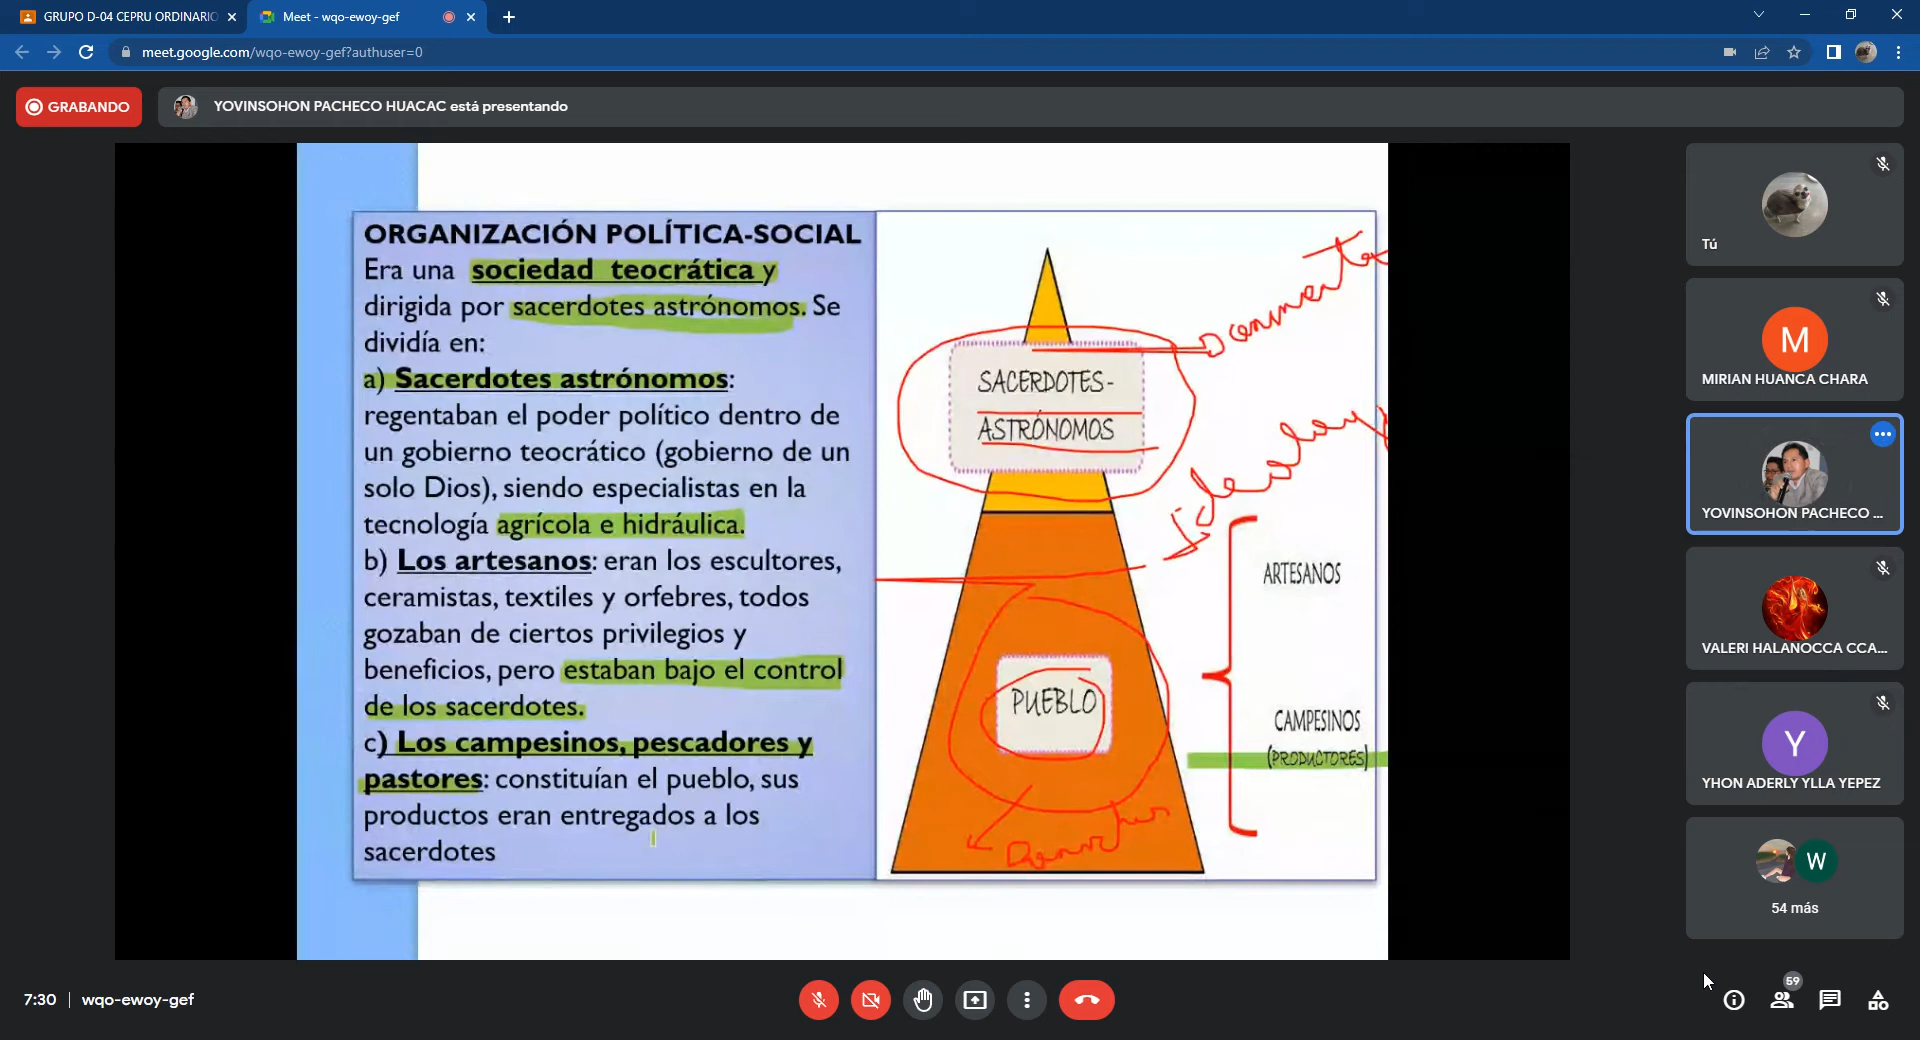 GRUPO D-04 CEPRU ORDINARIO
Meet - wqo-ewoy-gef
meet.google.com/wqo-ewoy-gef?authuser=0
GRABANDO
YOVINSOHON PACHECO HUACAC está presentando
ORGANIZACIÓN POLÍTICA-SOCIAL
Era una sociedad teocrática y
dirigida por sacerdotes astrónomos. Se
dividía en:
a) Sacerdotes astrónomos:
regentaban el poder político dentro de
un gobierno teocrático (gobierno de un
solo Dios), siendo especialistas en la
tecnología agrícola e hidráulica.
b) Los artesanos: eran los escultores,
ceramistas, textiles y orfebres, todos
gozaban de ciertos privilegios y
beneficios, pero estaban bajo el control
de los sacerdotes.
c) Los campesinos, pescadores y
pastores: constituían el pueblo, sus
productos eran entregados a los
sacerdotes
SACERDOTES-
ASTRÓNOMOS
PUEBLO
ARTESANOS
CAMPESINOS
(PRODUCTORES)
Tú
M
MIRIAN HUANCA CHARA
YOVINSOHON PACHECO ...
VALERI HALANOCCA CCA...
Y
YHON ADERLY YLLA YEPEZ
W
54 más
7:30 | wqo-ewoy-gef
59